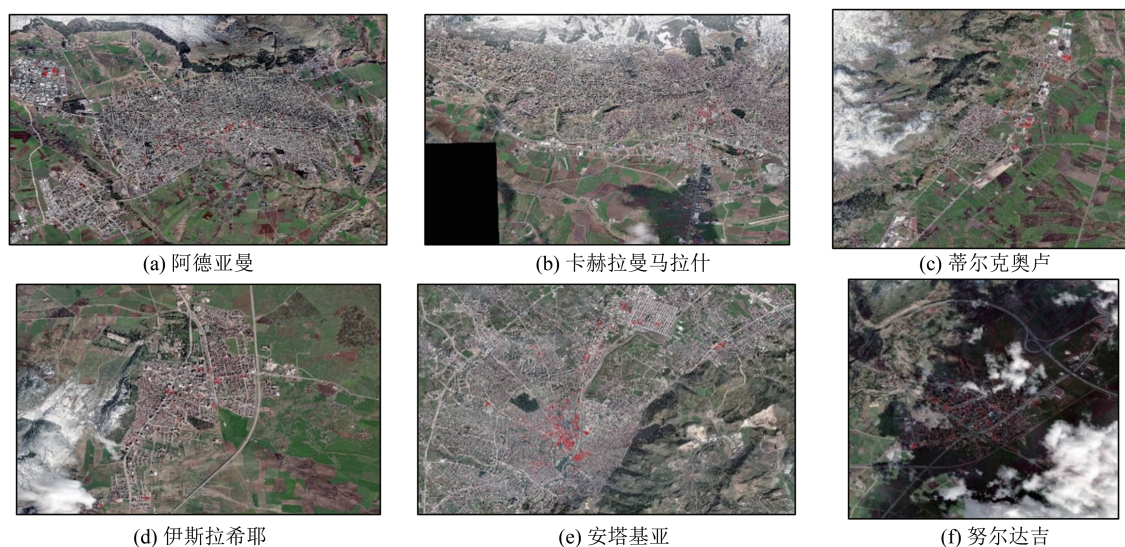 (a) 阿德亚曼
(b) 卡赫拉曼马拉什
(c) 蒂尔克奥卢
(d) 伊斯拉希耶
(e) 安塔基亚
(f) 努尔达吉